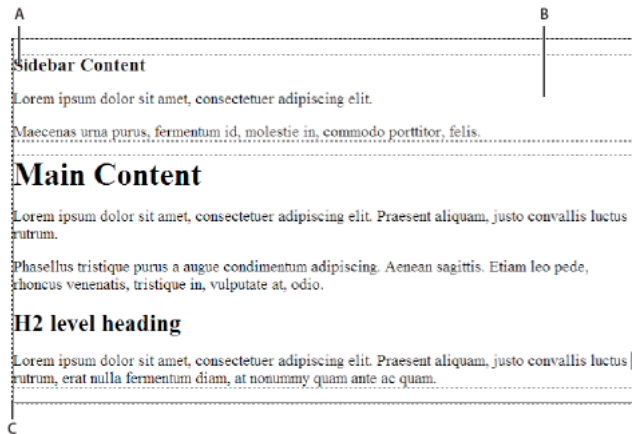 A
B
Sidebar Content
Lorem ipsum dolor sit amet, consectetuer adipiscing elit.
Maecenas urna purus, fermentum id, molestie in, commodo porttitor, felis.
Main Content
Lorem ipsum dolor sit amet, consectetuer adipiscing elit. Praesent aliquam, justo convallis luctus
rutrum.
Phasellus tristique purus a augue condimentum adipiscing. Aenean sagittis. Etiam leo pede,
rhoncus venenatis, tristique in, vulputate at, odio.
H2 level heading
Lorem ipsum dolor sit amet, consectetuer adipiscing elit. Praesent aliquam, justo convallis luctus
rutrum, erat nulla fermentum diam, at nonummy quam ante ac quam.
C